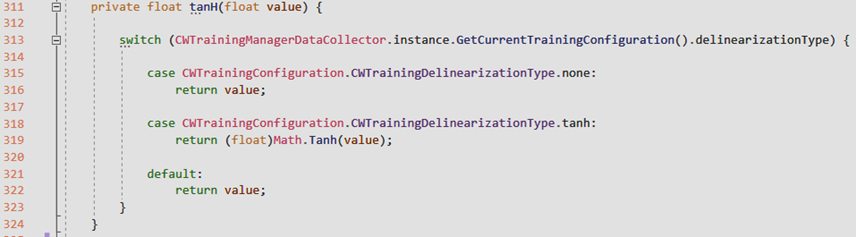 311 private float tanH(float value) {
312
313 switch (CWTrainingManagerDataCollector.instance.GetCurrentTrainingConfiguration().delinearizationType) {
314
315 case CWTrainingConfiguration.CWTrainingDelinearizationType.none:
316 return value;
317
318 case CWTrainingConfiguration.CWTrainingDelinearizationType.tanh:
319 return (float)Math.Tanh(value);
320
321 default:
322 return value;
323 }
324 }